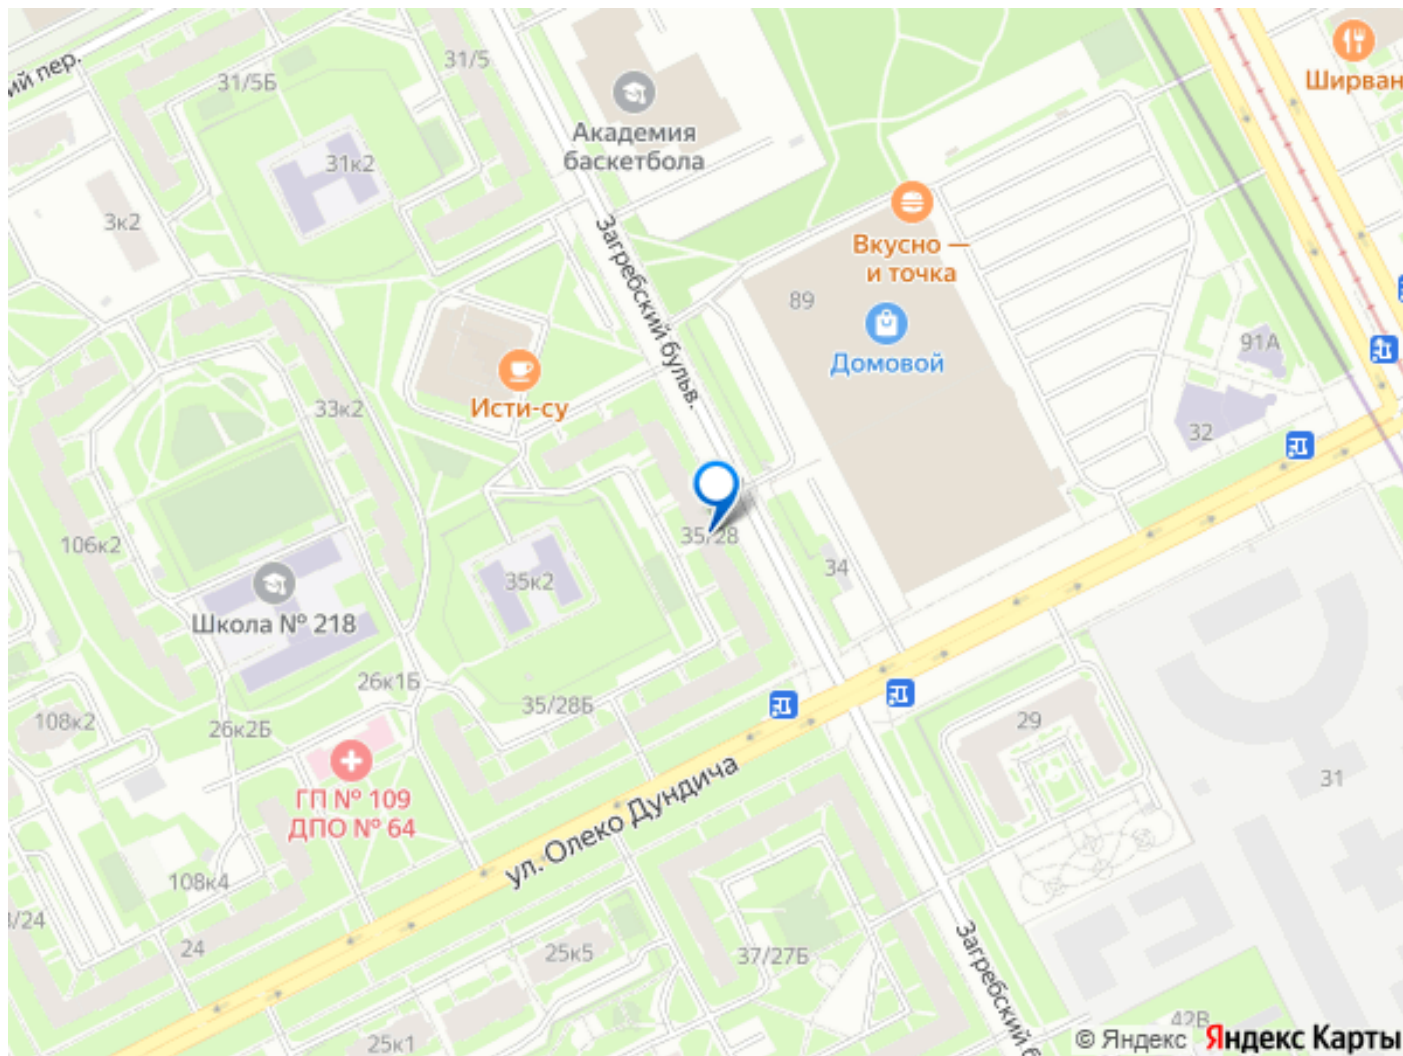 ий пер.
31/5
31/5Б
Ширван
Академия
баскетбола
31к2
3к2
Загребский бульв.
Вкусно —
и точка
89
Домовой
91А
Исти-су
33к2
32
106к2
35/28
34
35к2
Школа № 218
26к1Б
35/28Б
108к2
26к2Б
29
31
ГП № 109
ДПО № 64
ул. Олеко Дундича
108к4
/24
24
25к5
37/27Б
Загребский б
42В
25к1
© Яндекс Яндекс Карты